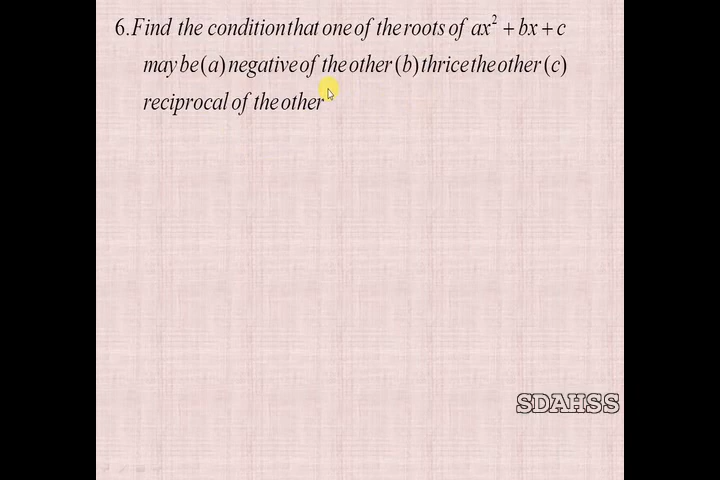 6.Find the condition that one of the roots of ax² + bx + c
may be (a) negative of the other (b) thrice the other (c)
reciprocal of the other
SDAHSS